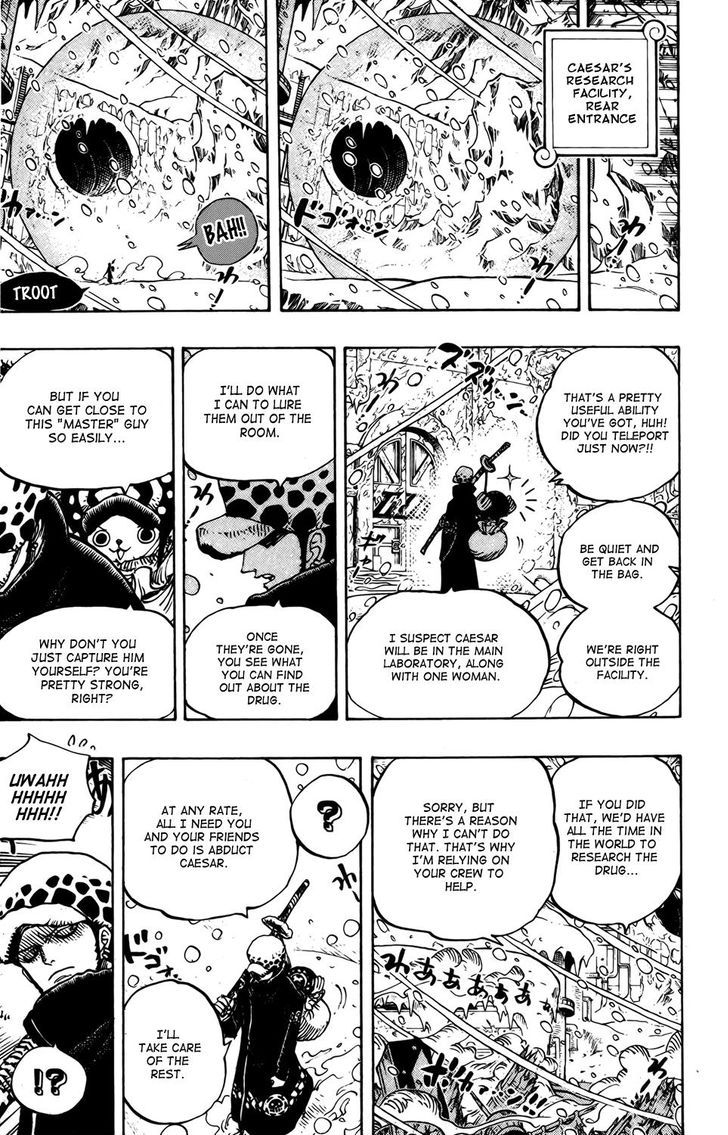 CAESAR'S
RESEARCH
FACILITY,
REAR
ENTRANCE
ドゴォ〜ン
BAH!!
TROOT
THAT'S A PRETTY
USEFUL ABILITY
YOU'VE GOT, HUH!
DID YOU TELEPORT
JUST NOW?!!
BE QUIET AND
GET BACK IN
THE BAG.
WE'RE RIGHT
OUTSIDE THE
FACILITY.
I SUSPECT CAESAR
WILL BE IN THE MAIN
LABORATORY, ALONG
WITH ONE WOMAN.
I'LL DO WHAT
I CAN TO LURE
THEM OUT OF THE
ROOM.
ONCE
THEY'RE GONE,
YOU SEE WHAT
YOU CAN FIND
OUT ABOUT THE
DRUG.
BUT IF YOU
CAN GET CLOSE TO
THIS "MASTER" GUY
SO EASILY...
WHY DON'T YOU
JUST CAPTURE HIM
YOURSELF? YOU'RE
PRETTY STRONG,
RIGHT?
IF YOU DID
THAT, WE'D HAVE
ALL THE TIME IN
THE WORLD TO
RESEARCH THE
DRUG...
SORRY, BUT
THERE'S A REASON
WHY I CAN'T DO
THAT. THAT'S WHY
I'M RELYING ON
YOUR CREW TO
HELP.
?
AT ANY RATE,
ALL I NEED YOU
AND YOUR FRIENDS
TO DO IS ABDUCT
CAESAR.
I'LL
TAKE CARE
OF THE
REST.
UWAHH
HHHHH
HHH!!
!?